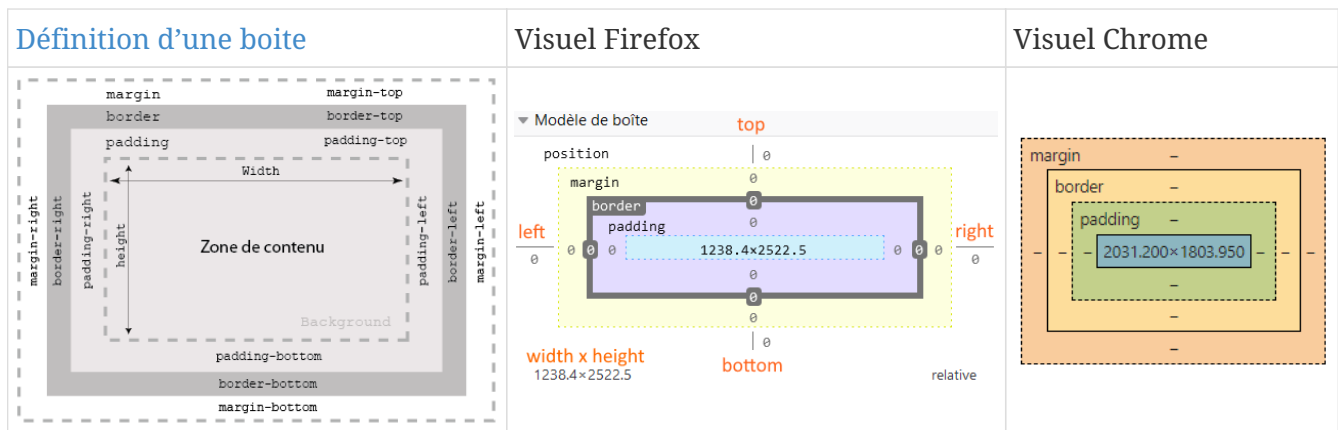 Définition d’une boite
Visuel Firefox
Visuel Chrome
margin
margin-top
border
border-top
padding
padding-top
Width
margin-right
border-right
padding-right
height
Zone de contenu
padding-left
border-left
margin-left
Background
padding-bottom
border-bottom
margin-bottom
Modèle de boîte
top
position
0
margin
0
border
0
padding
0
left
right
0
0
0
0
1238.4×2522.5
0
0
0
0
0
0
0
0
width x height
bottom
1238.4×2522.5
relative
margin
–
border
–
padding
–
– – – 2031.200×1803.950 – – –
–
–
–